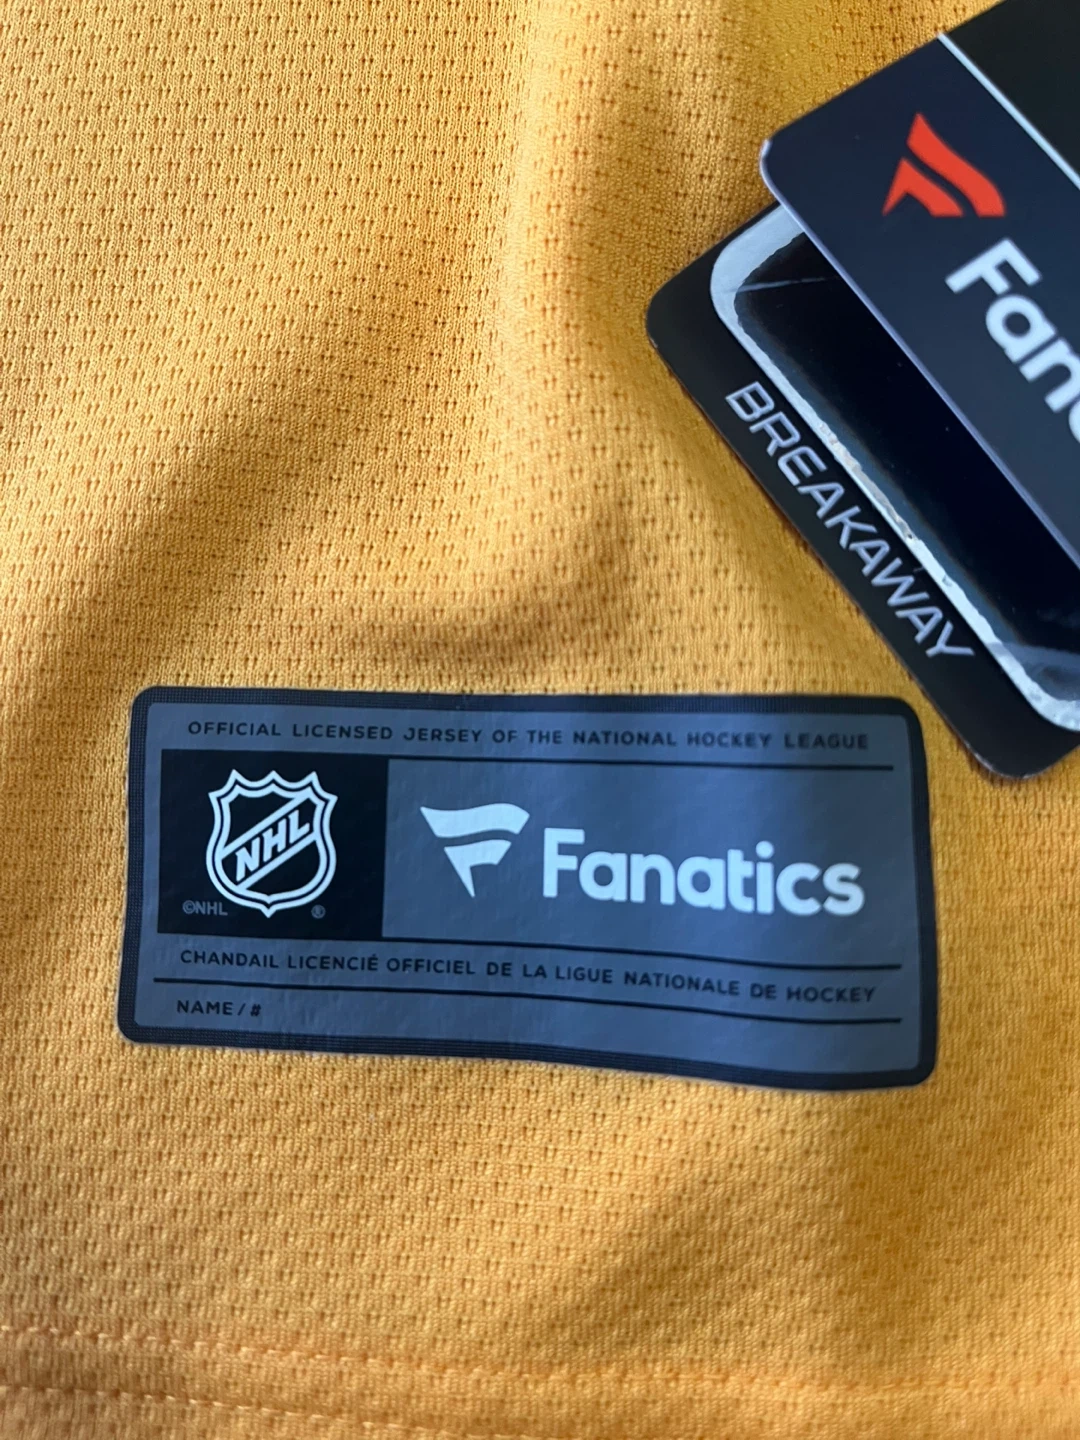 Fan
BREAKAWAY
OFFICIAL LICENSED JERSEY OF THE NATIONAL HOCKEY LEAGUE
NHL
©NHL ®
Fanatics
CHANDAIL LICENCIÉ OFFICIEL DE LA LIGUE NATIONALE DE HOCKEY
NAME / #